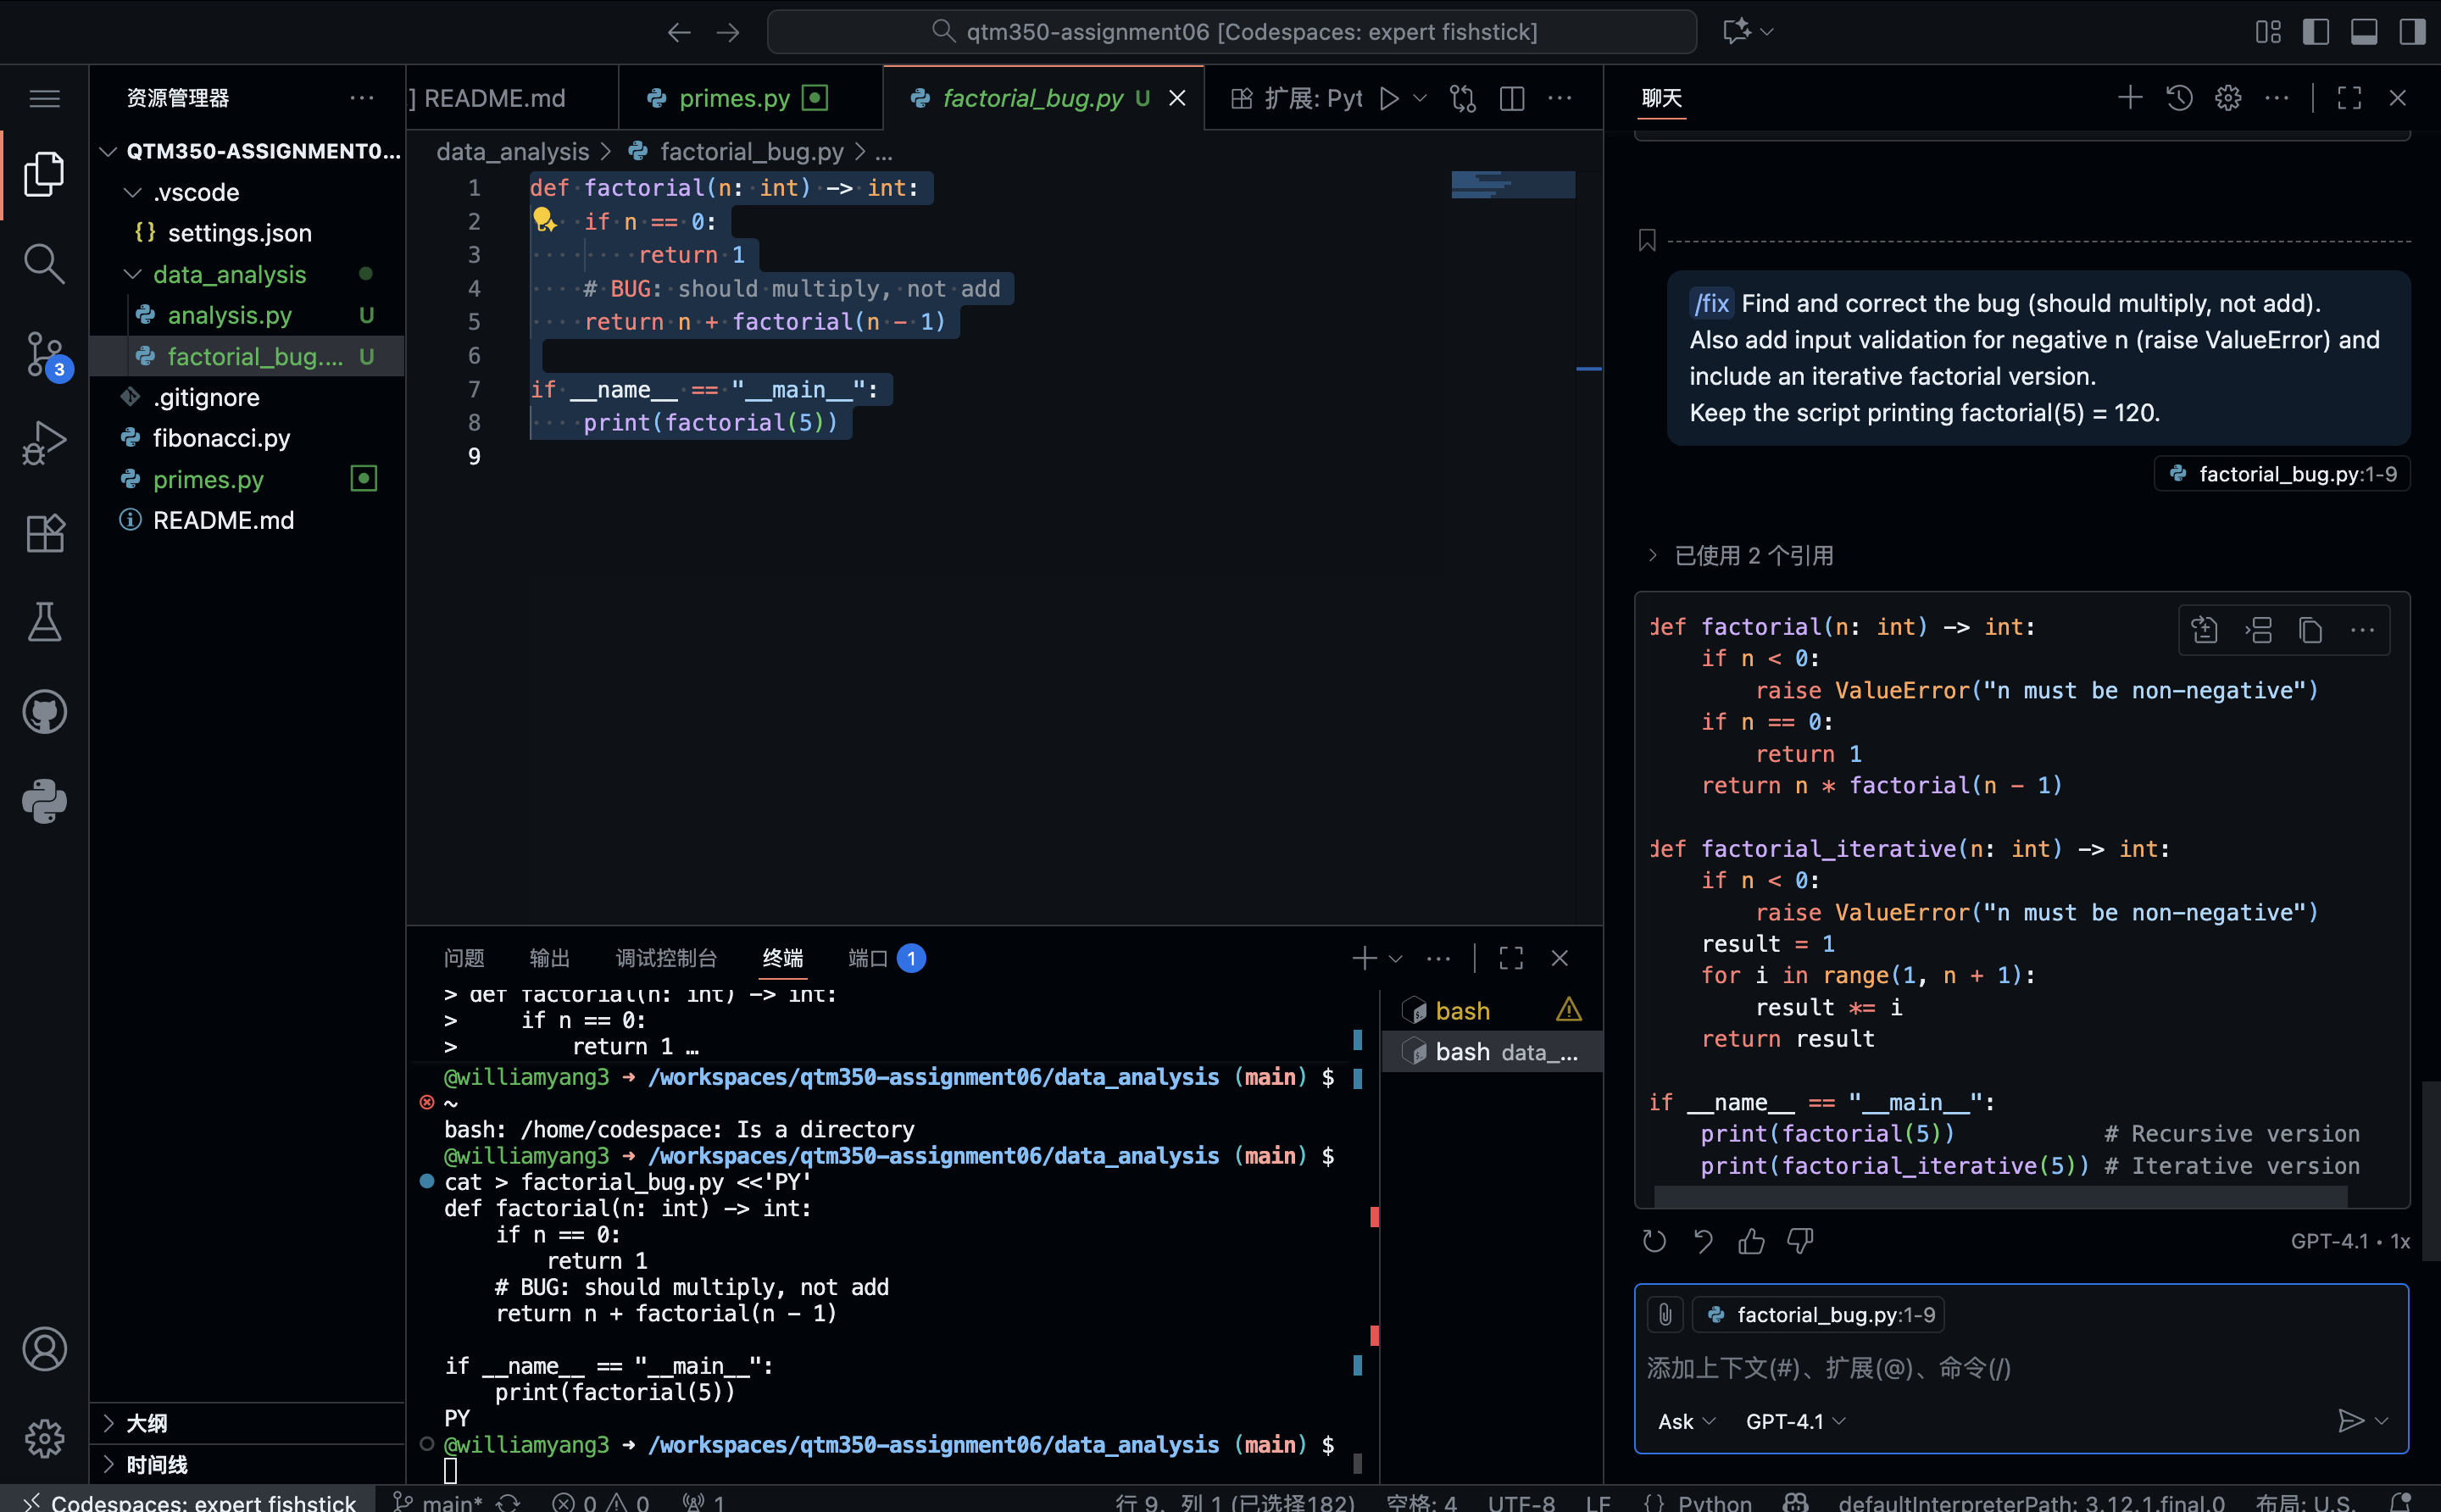 qtm350-assignment06 [Codespaces: expert fishstick]
资源管理器
QTM350-ASSIGNMENT0...
.vscode
{} settings.json
data_analysis
analysis.py U
factorial_bug.... U
.gitignore
fibonacci.py
primes.py
README.md
大纲
时间线
3
] README.md
primes.py
factorial_bug.py U
扩展: Pyt
data_analysis > factorial_bug.py > ...
1 def factorial(n: int) -> int:
2 if n == 0:
3 return 1
4 # BUG: should multiply, not add
5 return n + factorial(n - 1)
6
7 if __name__ == "__main__":
8 print(factorial(5))
9
问题 输出 调试控制台 终端 端口 1
> def factorial(n: int) -> int:
> if n == 0:
> return 1 …
@williamyang3 → /workspaces/qtm350-assignment06/data_analysis (main) $
~
bash: /home/codespace: Is a directory
@williamyang3 → /workspaces/qtm350-assignment06/data_analysis (main) $
cat > factorial_bug.py <<'PY'
def factorial(n: int) -> int:
if n == 0:
return 1
# BUG: should multiply, not add
return n + factorial(n - 1)
if __name__ == "__main__":
print(factorial(5))
PY
@williamyang3 → /workspaces/qtm350-assignment06/data_analysis (main) $
bash
bash data_...
聊天
/fix Find and correct the bug (should multiply, not add).
Also add input validation for negative n (raise ValueError) and
include an iterative factorial version.
Keep the script printing factorial(5) = 120.
factorial_bug.py:1-9
> 已使用 2 个引用
def factorial(n: int) -> int:
if n < 0:
raise ValueError("n must be non-negative")
if n == 0:
return 1
return n * factorial(n - 1)
def factorial_iterative(n: int) -> int:
if n < 0:
raise ValueError("n must be non-negative")
result = 1
for i in range(1, n + 1):
result *= i
return result
if __name__ == "__main__":
print(factorial(5)) # Recursive version
print(factorial_iterative(5)) # Iterative version
GPT-4.1 • 1x
factorial_bug.py:1-9
添加上下文(#)、扩展(@)、命令(/)
Ask GPT-4.1
Codespaces: expert fishstick main* 0 0 1 行 9, 列 1 (已选择182) 空格: 4 UTF-8 LF {} Python defaultInterpreterPath: 3.12.1.final.0 布局: U.S.